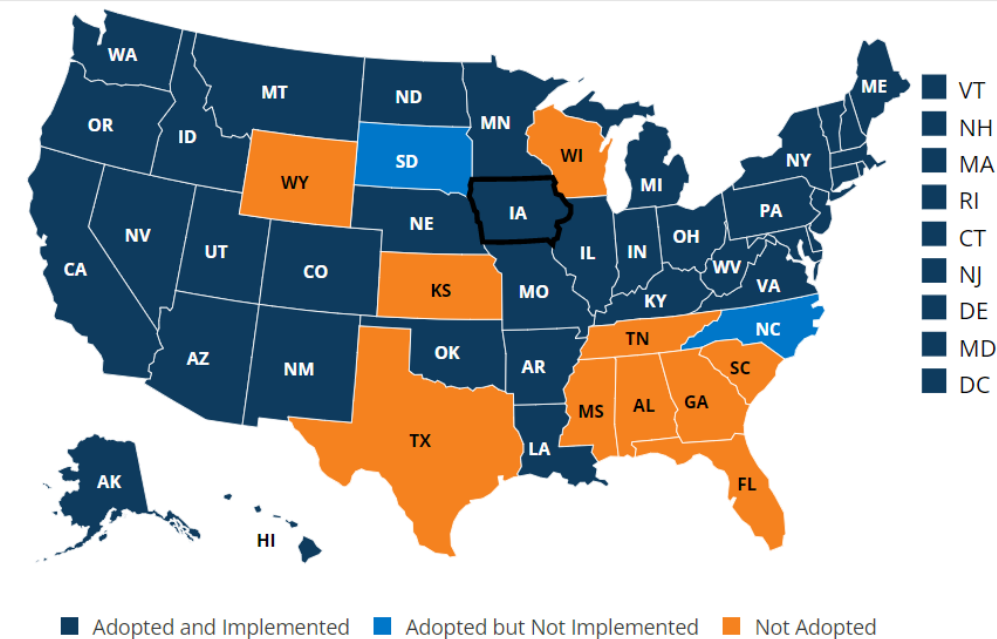 WA
MT
ND
MN
ME
OR
ID
SD
WI
NY
WY
MI
IA
NE
PA
NV
UT
IL
IN
OH
CA
CO
WV
VA
KS
MO
KY
NC
TN
AZ
OK
NM
AR
SC
MS
AL
GA
TX
LA
FL
AK
HI
VT
NH
MA
RI
CT
NJ
DE
MD
DC
Adopted and Implemented Adopted but Not Implemented Not Adopted